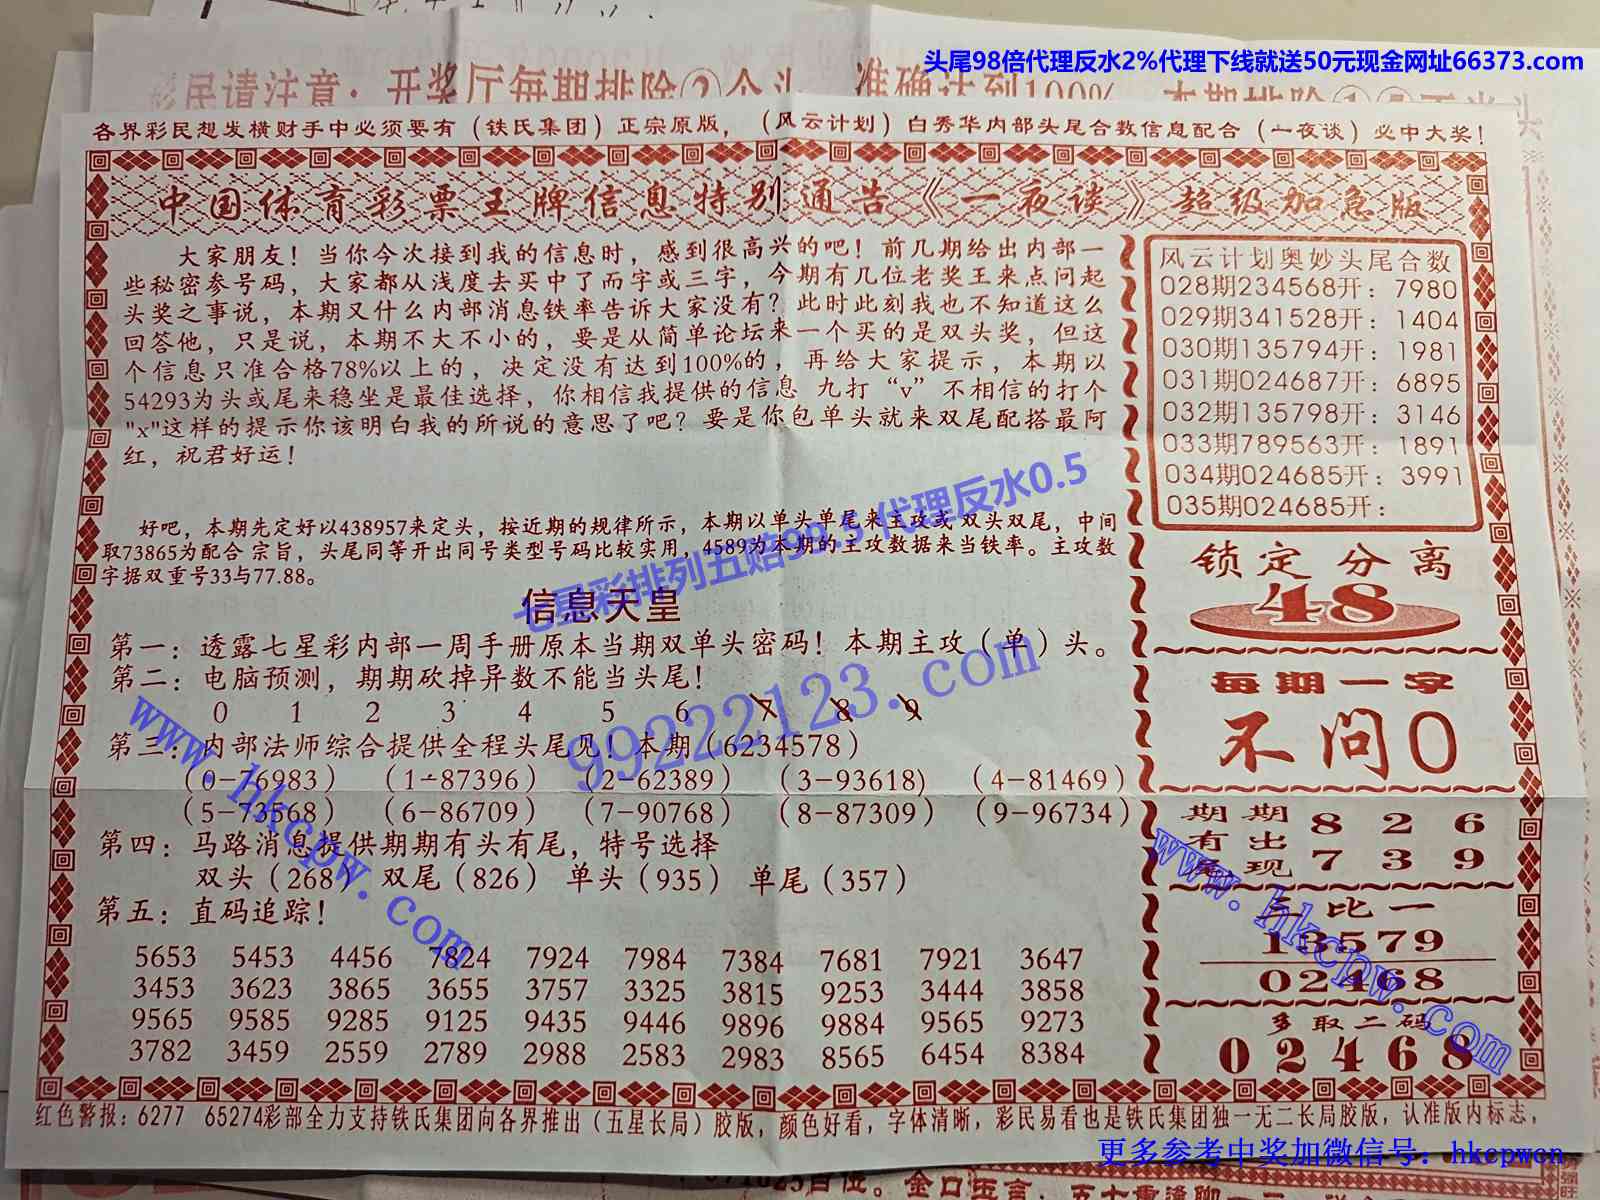 头尾98倍代理反水2%代理下线就送50元现金网址66373.com
彩民请注意：开奖厅每期排除②个头 准确达到100%
各界彩民想发横财手中必须要有（铁氏集团）正宗原版，（风云计划）白秀华内部头尾合数信息配合（一夜谈）必中大奖！
中国体育彩票王牌信息特别通告《一夜谈》超级加急版
大家朋友！当你今次接到我的信息时，感到很高兴的吧！前几期给出内部一
些秘密参号码，大家都从浅度去买中了而字或三字，今期有几位老奖王来点问起
头奖之事说，本期又什么内部消息铁率告诉大家没有？此时此刻我也不知道这么
回答他，只是说，本期不大不小的，要是从简单论坛来一个买的是双头奖，但这
个信息只准合格78%以上的，决定没有达到100%的，再给大家提示，本期以
54293为头或尾来稳坐是最佳选择，你相信我提供的信息 九打“v”不相信的打个
"x"这样的提示你该明白我的所说的意思了吧？要是你包单头就来双尾配搭最阿
红，祝君好运！
好吧，本期先定好以438957来定头，按近期的规律所示，本期以单头单尾来主攻或 双头双尾，中间
取73865为配合 宗旨，头尾同等开出同号类型号码比较实用，4589为本期的主攻数据来当铁率。主攻数
字据双重号33与77.88。
七星彩排列五赔98.5代理反水0.5
信息天皇
第一：透露七星彩内部一周手册原本当期双单头密码！本期主攻（单）头。
第二：电脑预测，期期砍掉异数不能当头尾！
0 1 2 3 4 5 6 7 8 9
第三：内部法师综合提供全程头尾见！本期（6234578）
（0-76983） （1-87396） （2-62389） （3-93618） （4-81469）
（5-73568） （6-86709） （7-90768） （8-87309） （9-96734）
第四：马路消息提供期期有头有尾，特号选择
双头（268） 双尾（826） 单头（935） 单尾（357）
第五：直码追踪！
5653 5453 4456 7824 7924 7984 7384 7681 7921 3647
3453 3623 3865 3655 3757 3325 3815 9253 3444 3858
9565 9585 9285 9125 9435 9446 9896 9884 9565 9273
3782 3459 2559 2789 2988 2583 2983 8565 6454 8384
99222123.com
www.hkcpw.com
风云计划奥妙头尾合数
028期234568开：7980
029期341528开：1404
030期135794开：1981
031期024687开：6895
032期135798开：3146
033期789563开：1891
034期024685开：3991
035期024685开：
锁定分离
48
每期一字
不问0
期期 8 2 6
有出
尾现 7 3 9
三比一
13579
02468
多取二码
02468
www.hkcpw.com
红色警报：6277 65274彩部全力支持铁氏集团向各界推出（五星长局）胶版，颜色好看，字体清晰，彩民易看也是铁氏集团独一无二长局胶版，认准版内标志，
更多参考中奖加微信号：hkcpwcn